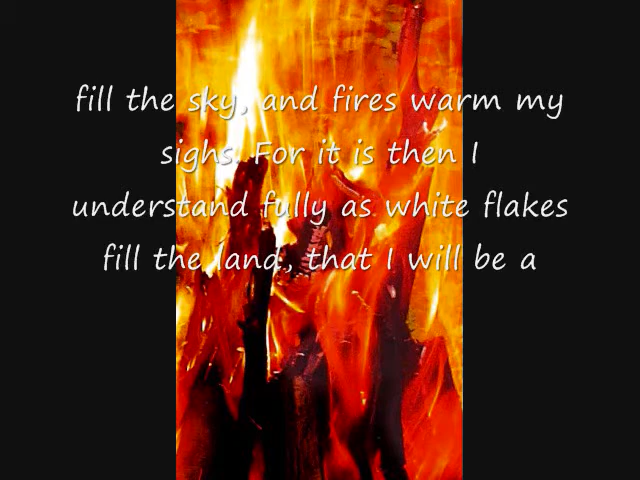 fill the sky, and fires warm my
sighs. For it is then I
understand fully as white flakes
fill the land, that I will be a